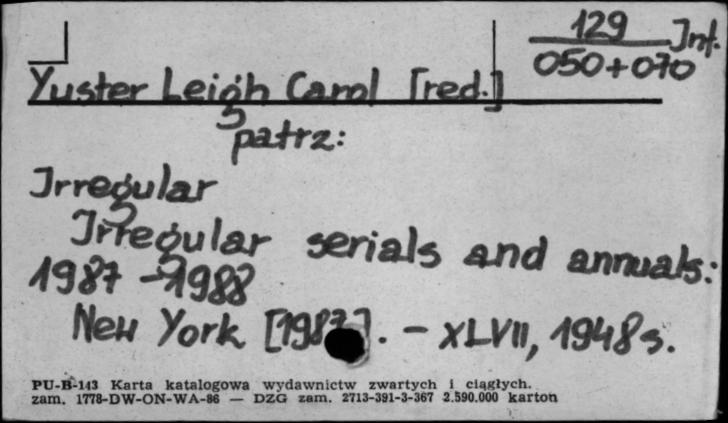 129 Inf.
050+070
Yuster Leigh Carol [red.]
patrz:
Irregular
Irregular serials and annuals:
1987-1988
New York [1987]. - XLVII, 1948 s.
PU-B-143 Karta katalogowa wydawnictw zwartych i ciągłych.
zam. 1778-DW-ON-WA-86 — DZG zam. 2713-391-3-367 2.590.000 karton